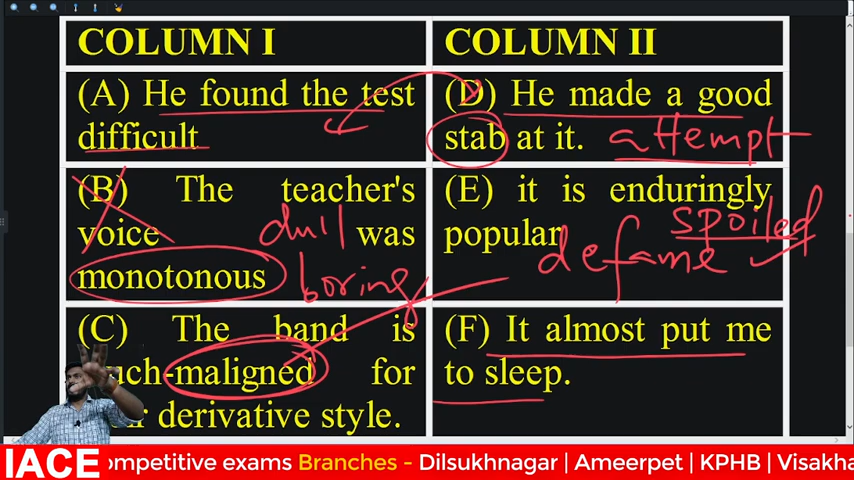 COLUMN I
COLUMN II
(A) He found the test
difficult
(D) He made a good
stab at it.
attempt
(B) The teacher's
voice was
monotonous
dull
boring
(E) it is enduringly
popular
spoiled
defame
(C) The band is
much-maligned for
derivative style.
(F) It almost put me
to sleep.
IACE ompetitive exams Branches - Dilsukhnagar | Ameerpet | KPHB | Visakha